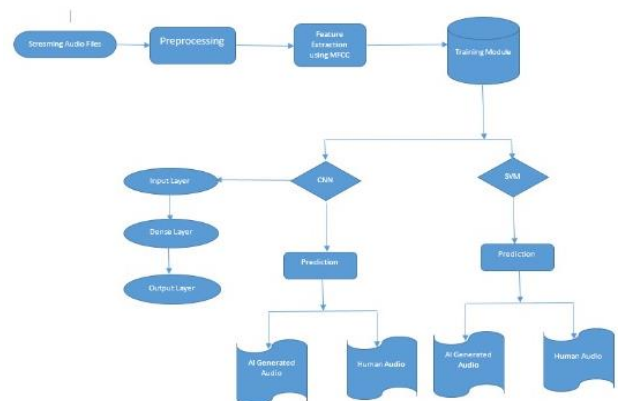 Streaming Audio Files
Preprocessing
Feature
Extraction
using MFCC
Training Module
CNN
SVM
Input Layer
Dense Layer
Output Layer
Prediction
Prediction
AI Generated
Audio
Human Audio
AI Generated
Audio
Human Audio